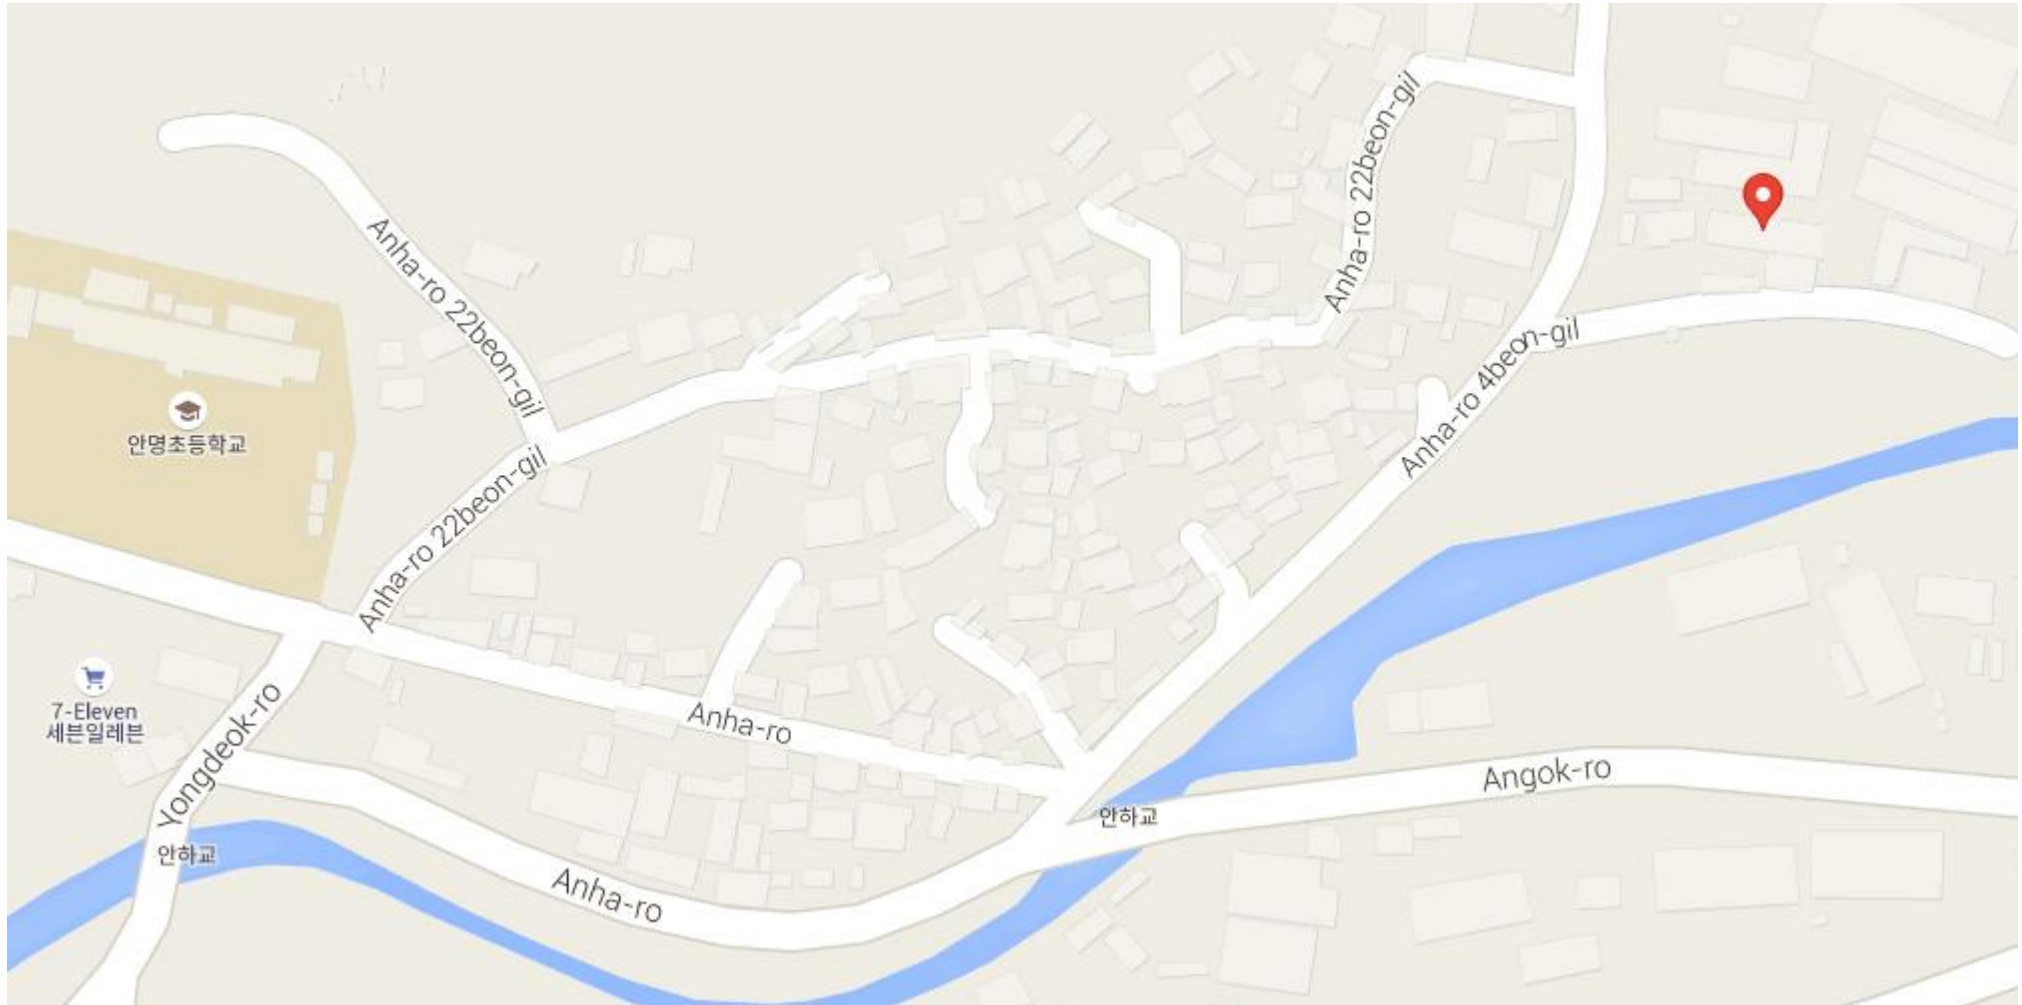 Anha-ro 22beon-gil
Anha-ro 22beon-gil
Anha-ro 4beon-gil
안명초등학교
Anha-ro 22beon-gil
7-Eleven
세븐일레븐
Yongdeok-ro
Anha-ro
Angok-ro
안하교
안하교
Anha-ro